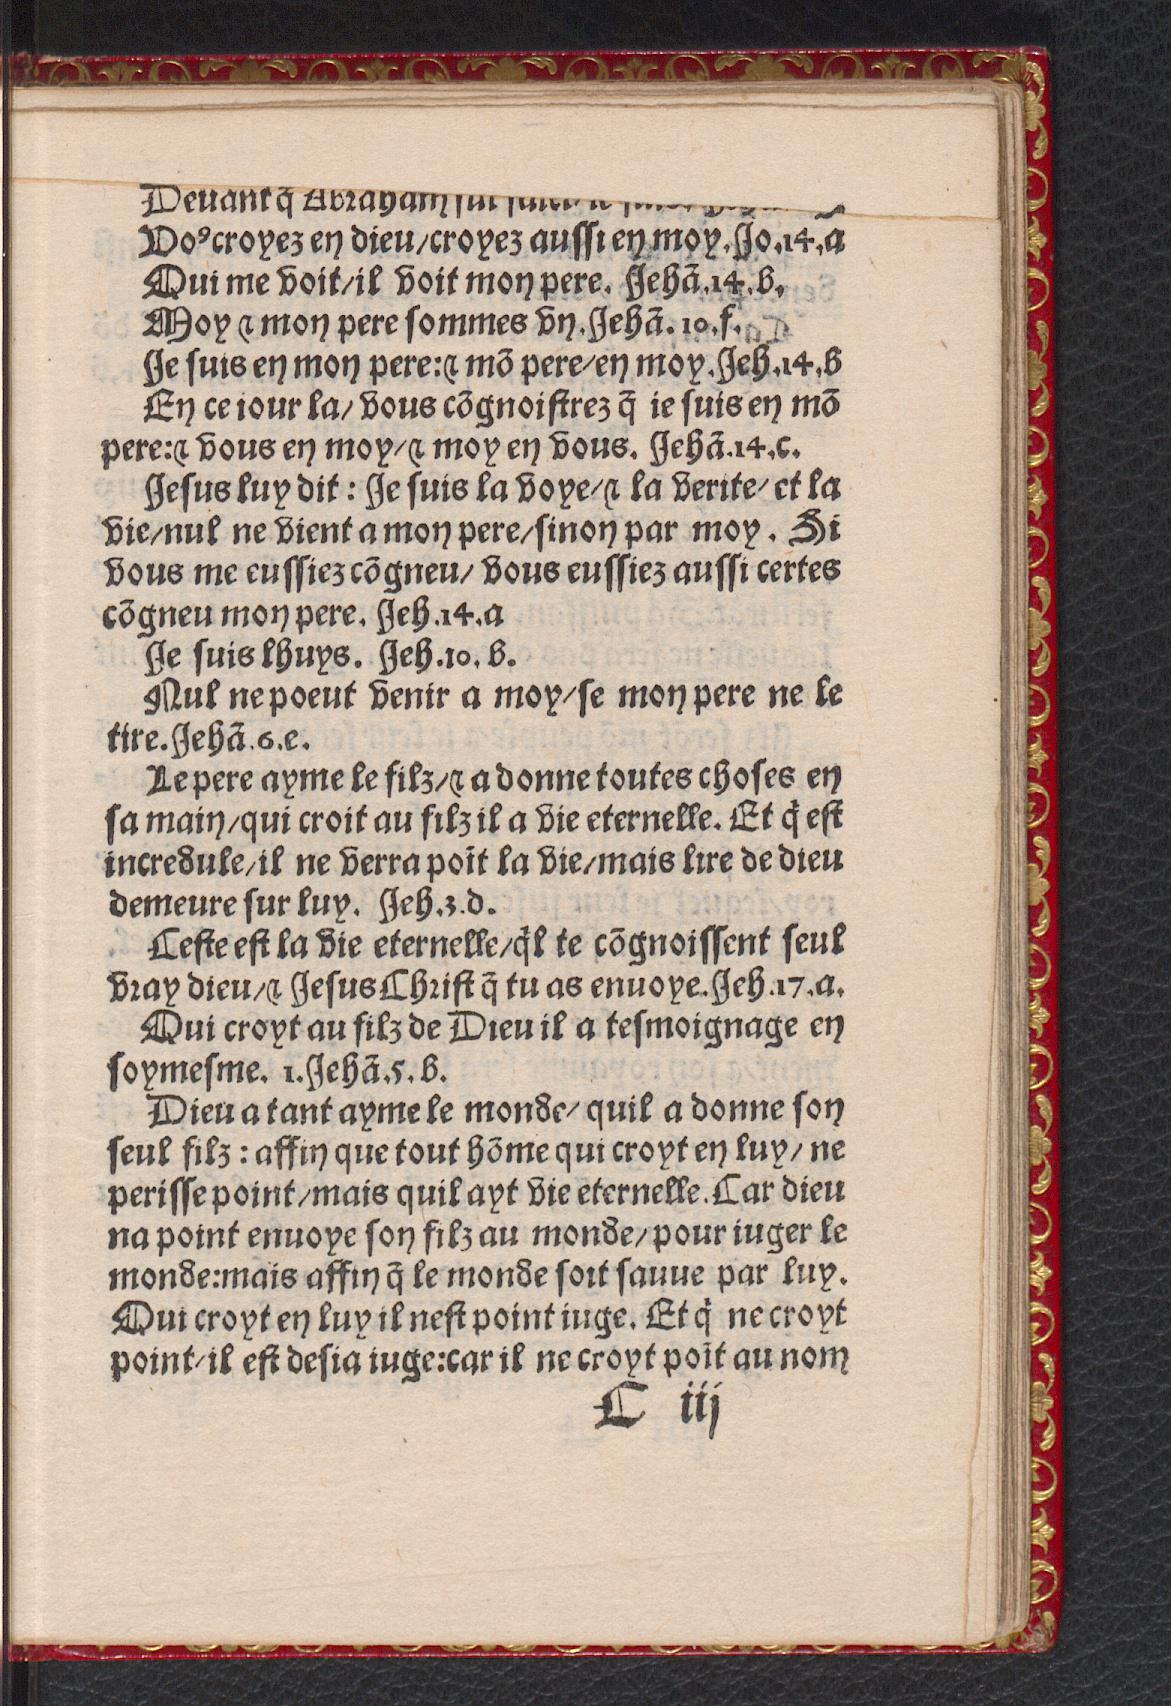 Deuant q̃ Abraham
Voꝰ croyez en dieu/croyez aussi en moy. Jo.14.a
Qui me voit/il voit mon pere. Jehã.14.b.
Moy ⁊ mon pere sommes vn. Jehã.10.f.
Je suis en mon pere:⁊ mõ pere/en moy. Jeh.14.b
En ce iour la/ vous cõgnoistrez q̃ ie suis en mõ
pere:⁊ vous en moy/⁊ moy en vous. Jehã.14.c.
Jesus luy dit : Je suis la voye/⁊ la verite/ et la
vie/nul ne vient a mon pere/sinon par moy. Si
vous me eussiez cõgneu/ vous eussiez aussi certes
cõgneu mon pere. Jeh.14.a
Je suis lhuys. Jeh.10.b.
Nul ne poeut venir a moy/se mon pere ne le
tire. Jehã.6.e.
Le pere ayme le filz/⁊ a donne toutes choses en
sa main/qui croit au filz il a vie eternelle. Et q̇ est
incredule/il ne verra poĩt la vie/mais lire de dieu
demeure sur luy. Jeh.3.d.
Ceste est la vie eternelle/q̇l te cõgnoissent seul
vray dieu/⁊ Jesus Christ q̃ tu as enuoye. Jeh.17.a.
Qui croyt au filz de Dieu il a tesmoignage en
soymesme. 1.Jehã.5.b.
Dieu a tant ayme le monde/ quil a donne son
seul filz : affin que tout hõme qui croyt en luy/ ne
perisse point/mais quil ayt vie eternelle. Car dieu
na point enuoye son filz au monde/pour iuger le
monde:mais affin q̃ le monde soit sauue par luy.
Qui croyt en luy il nest point iuge. Et q̇ ne croyt
point/il est desia iuge:car il ne croyt poĩt au nom
C iij